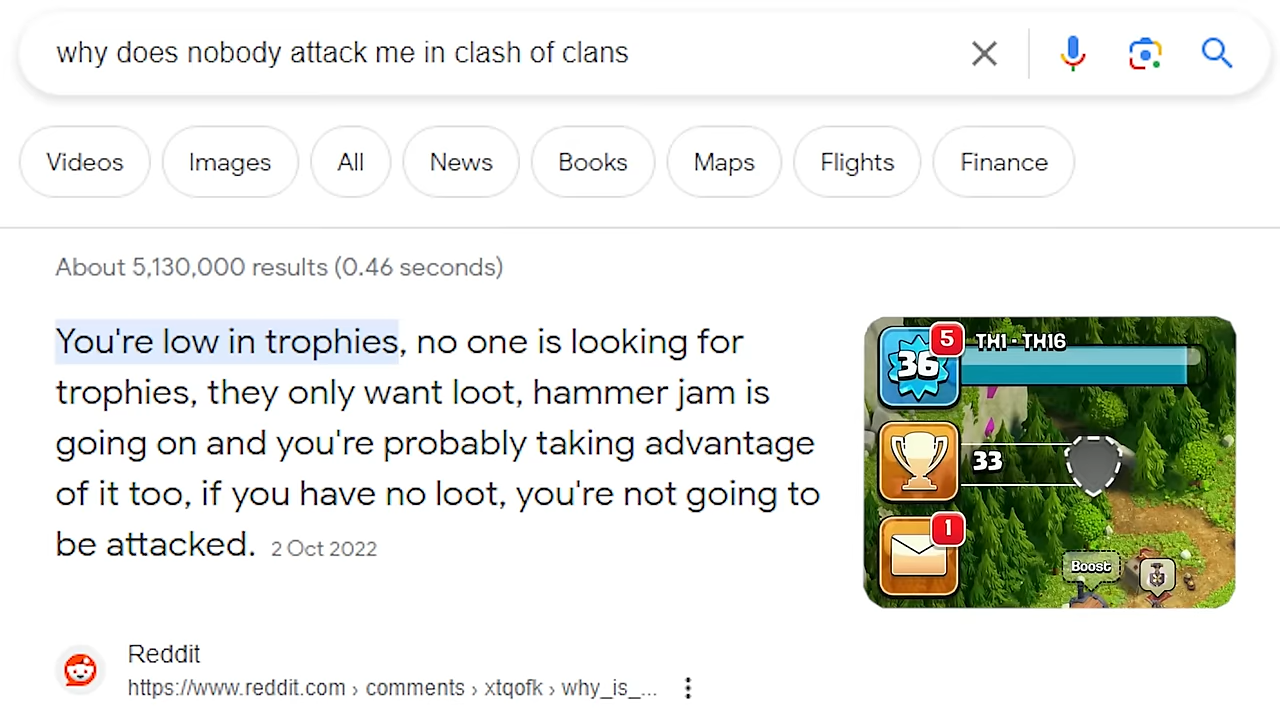 why does nobody attack me in clash of clans
Videos
Images
All
News
Books
Maps
Flights
Finance
About 5,130,000 results (0.46 seconds)
You're low in trophies, no one is looking for
trophies, they only want loot, hammer jam is
going on and you're probably taking advantage
of it too, if you have no loot, you're not going to
be attacked. 2 Oct 2022
36
5
TH1 · TH16
33
1
Boost
Reddit
https://www.reddit.com › comments › xtqofk › why_is_...